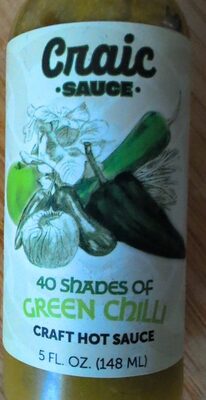 Craic
• SAUCE •
40 SHADES OF
GREEN CHILLI
CRAFT HOT SAUCE
5 FL. OZ. (148 ML)